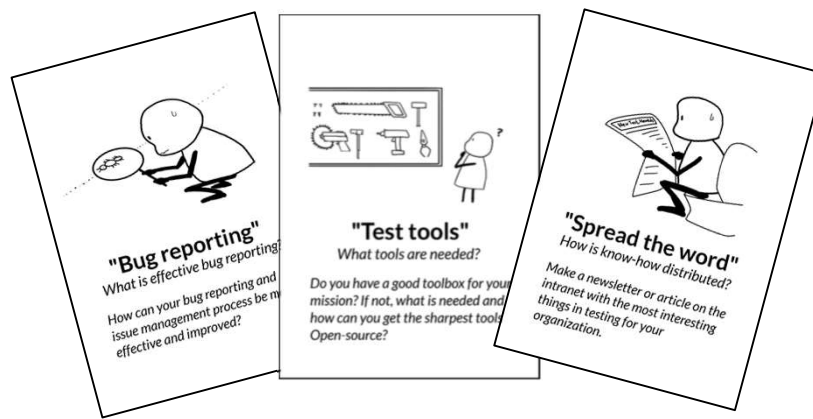 "Bug reporting"
What is effective bug reporting?
How can your bug reporting and
issue management process be m
effective and improved?
?
"Test tools"
What tools are needed?
Do you have a good toolbox for your
mission? If not, what is needed and
how can you get the sharpest tools
Open-source?
"Spread the word"
How is know-how distributed?
Make a newsletter or article on the
intranet with the most interesting
things in testing for your
organization.